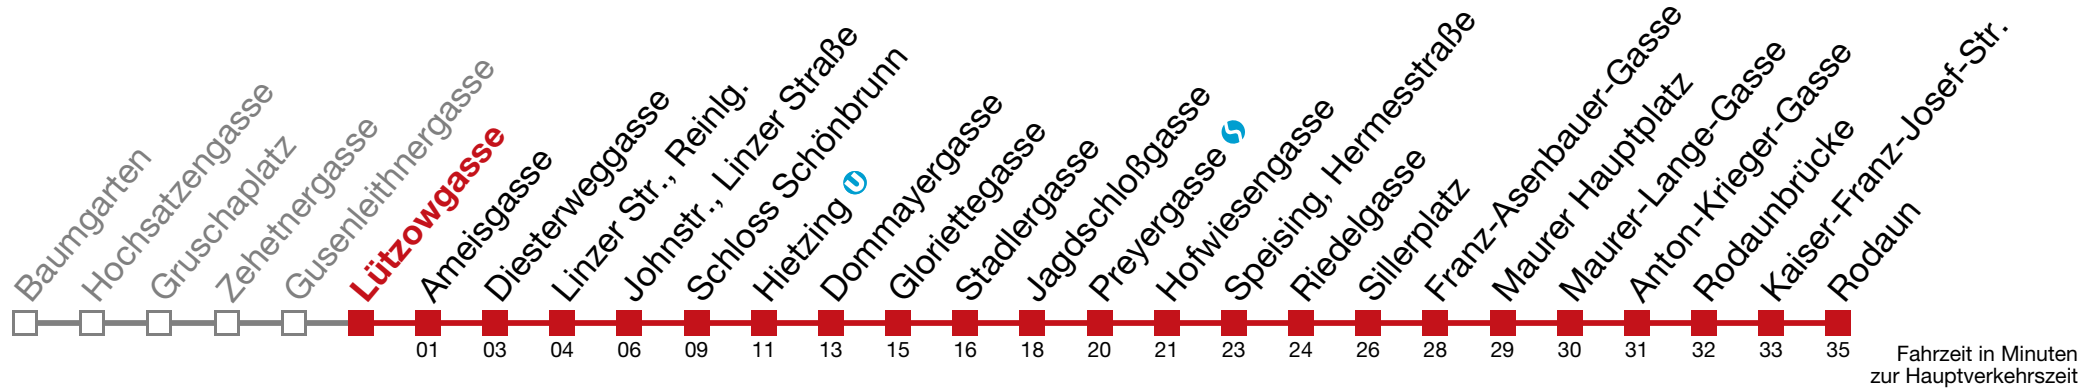 Baumgarten
Hochsatzengasse
Gruschaplatz
Zehetnergasse
Gusenleithnergasse
Lützowgasse
Ameisgasse
Diesterweggasse
Linzer Str., Reinlg.
Johnstr., Linzer Straße
Schloss Schönbrunn
Hietzing U
Dommayergasse
Gloriettegasse
Stadlergasse
Jagdschloßgasse
Preyergasse
Hofwiesengasse
Speising, Hermesstraße
Riedelgasse
Sillerplatz
Franz-Asenbauer-Gasse
Maurer Hauptplatz
Maurer-Lange-Gasse
Anton-Krieger-Gasse
Rodaunbrücke
Kaiser-Franz-Josef-Str.
Rodaun
01 03 04 06 09 11 13 15 16 18 20 21 23 24 26 28 29 30 31 32 33 35
Fahrzeit in Minuten
zur Hauptverkehrszeit